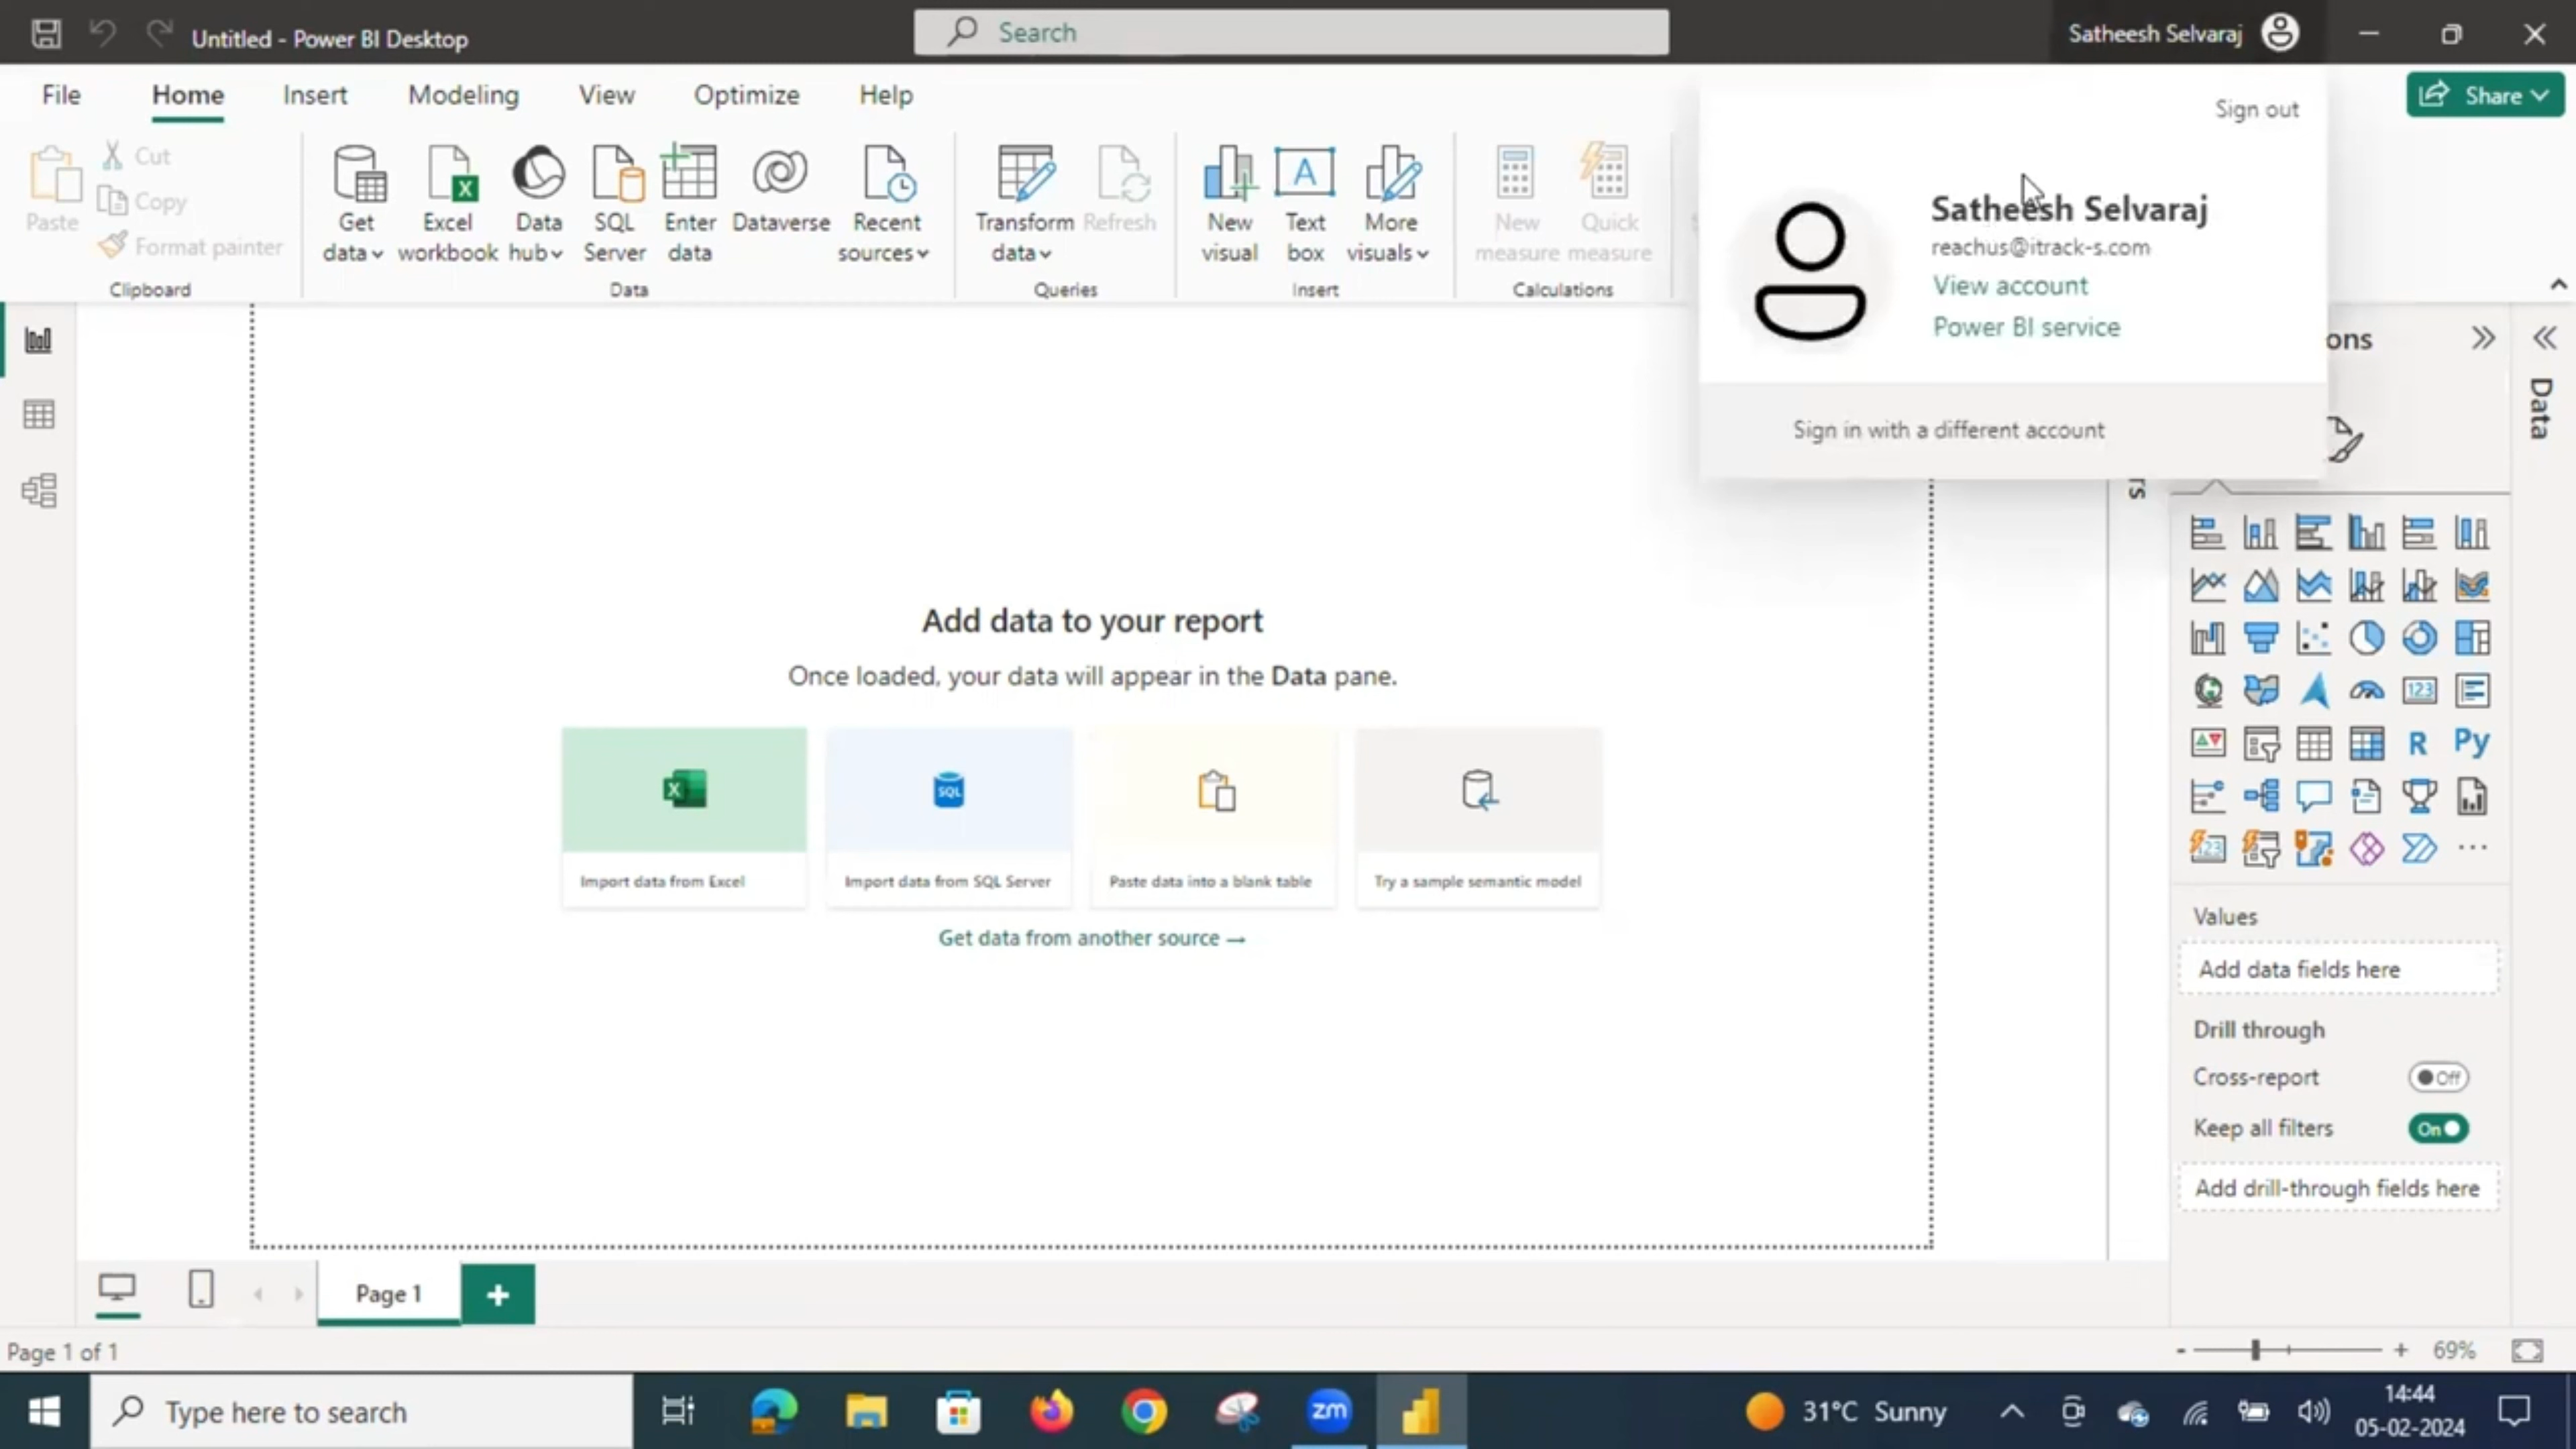 Untitled - Power BI Desktop
Search
Satheesh Selvaraj
File
Home
Insert
Modeling
View
Optimize
Help
Share
Paste
Cut
Copy
Format painter
Clipboard
Get data
Excel workbook
Data hub
SQL Server
Enter data
Dataverse
Recent sources
Data
Transform data
Refresh
Queries
New visual
A
Text box
More visuals
Insert
New measure
Quick measure
Calculations
Sign out
Satheesh Selvaraj
reachus@itrack-s.com
View account
Power BI service
Sign in with a different account
ons
Data
rs
Add data to your report
Once loaded, your data will appear in the Data pane.
SQL
Import data from Excel
Import data from SQL Server
Paste data into a blank table
Try a sample semantic model
Get data from another source →
123
R
Py
123
Values
Add data fields here
Drill through
Cross-report
Off
Keep all filters
On
Add drill-through fields here
Page 1
+
Page 1 of 1
- + 69%
Type here to search
zm
31°C Sunny
14:44
05-02-2024